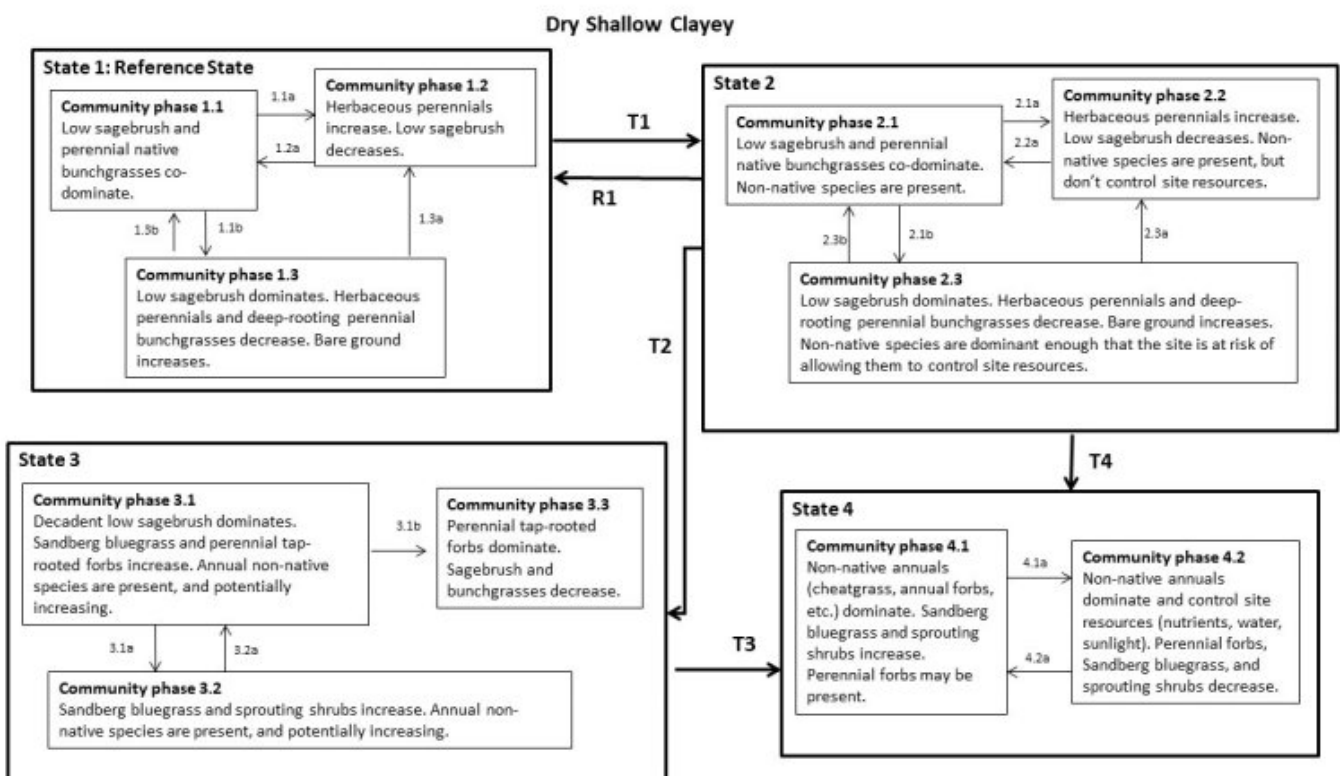 Dry Shallow Clayey
State 1: Reference State
Community phase 1.1
Low sagebrush and
perennial native
bunchgrasses co-
dominate.
1.1a
1.2a
Community phase 1.2
Herbaceous perennials
increase. Low sagebrush
decreases.
1.3b
1.1b
1.3a
Community phase 1.3
Low sagebrush dominates. Herbaceous
perennials and deep-rooting perennial
bunchgrasses decrease. Bare ground
increases.
T1
R1
State 2
Community phase 2.1
Low sagebrush and perennial
native bunchgrasses co-dominate.
Non-native species are present.
2.1a
2.2a
Community phase 2.2
Herbaceous perennials increase.
Low sagebrush decreases. Non-
native species are present, but
don't control site resources.
2.3b
2.1b
2.3a
Community phase 2.3
Low sagebrush dominates. Herbaceous perennials and deep-
rooting perennial bunchgrasses decrease. Bare ground increases.
Non-native species are dominant enough that the site is at risk of
allowing them to control site resources.
T2
T4
State 3
Community phase 3.1
Decadent low sagebrush dominates.
Sandberg bluegrass and perennial tap-
rooted forbs increase. Annual non-native
species are present, and potentially
increasing.
3.1b
Community phase 3.3
Perennial tap-rooted
forbs dominate.
Sagebrush and
bunchgrasses decrease.
3.1a
3.2a
Community phase 3.2
Sandberg bluegrass and sprouting shrubs increase. Annual non-
native species are present, and potentially increasing.
T3
State 4
Community phase 4.1
Non-native annuals
(cheatgrass, annual forbs,
etc.) dominate. Sandberg
bluegrass and sprouting
shrubs increase.
Perennial forbs may be
present.
4.1a
4.2a
Community phase 4.2
Non-native annuals
dominate and control site
resources (nutrients, water,
sunlight). Perennial forbs,
Sandberg bluegrass, and
sprouting shrubs decrease.